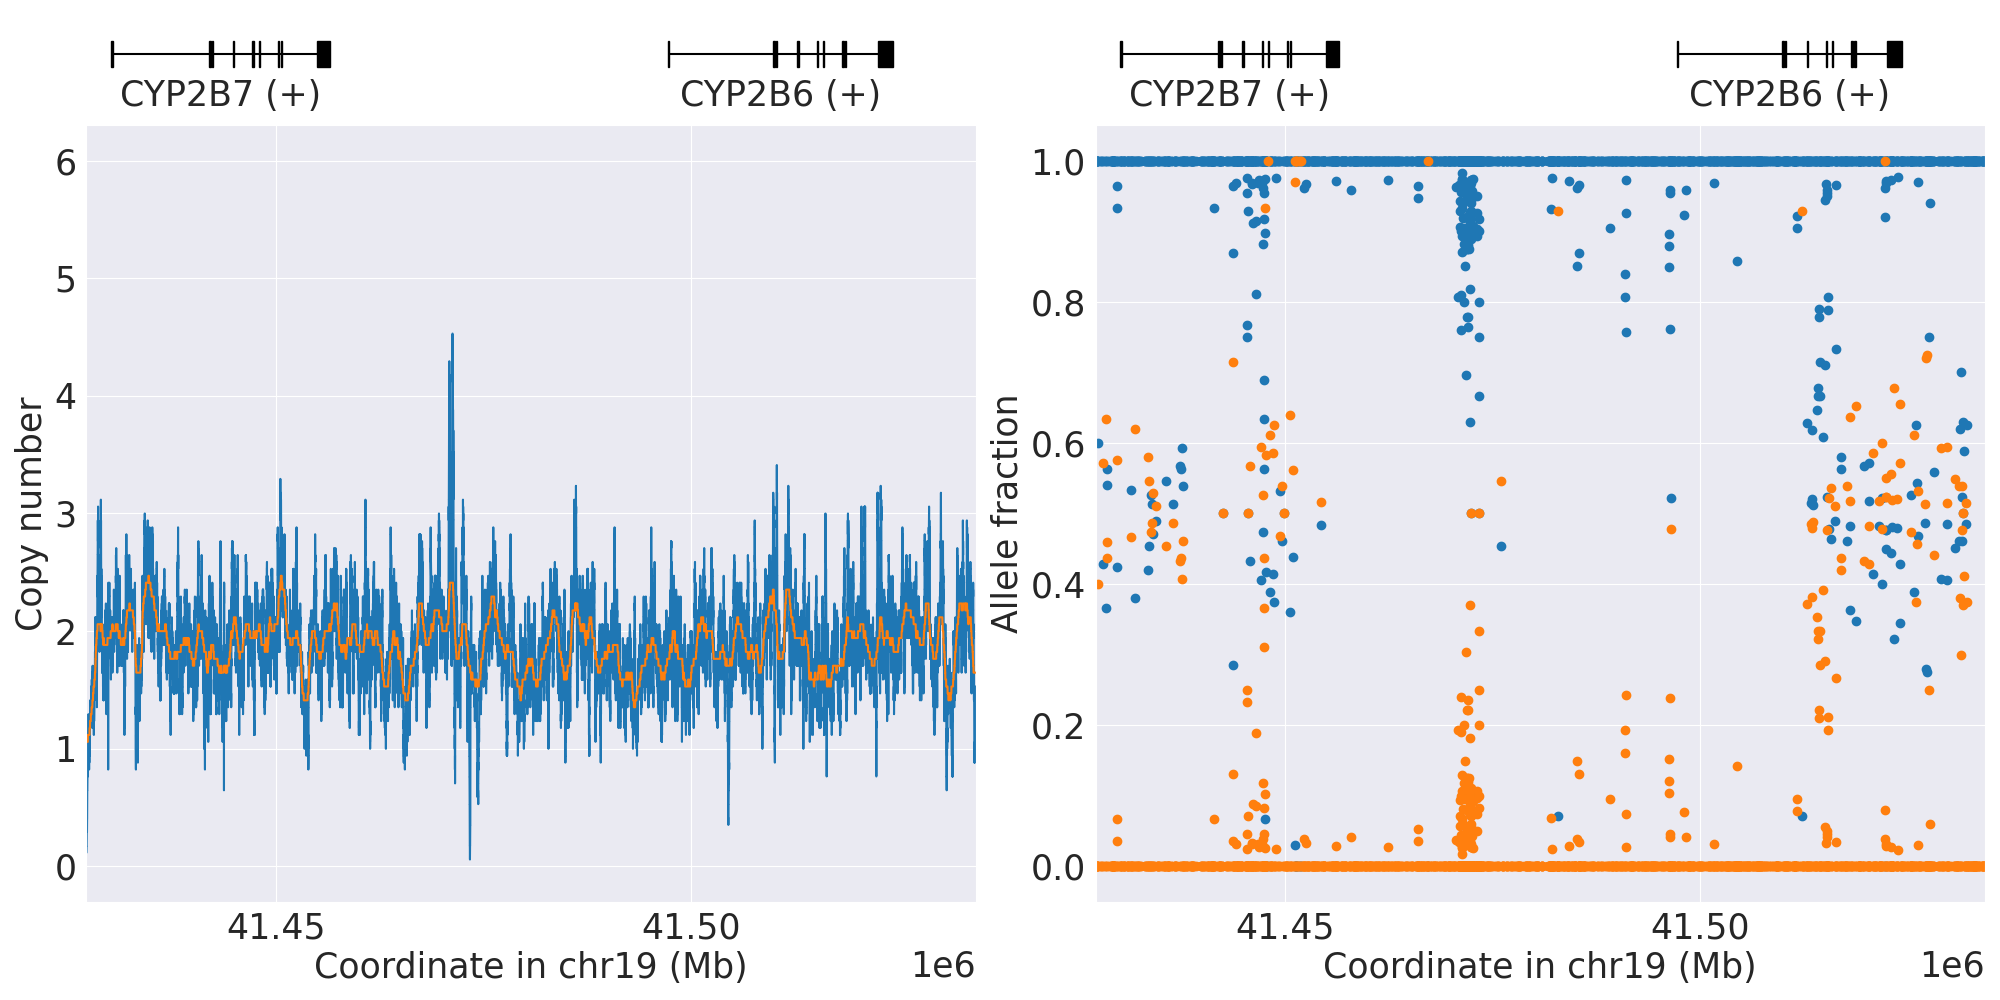 CYP2B7 (+)
CYP2B6 (+)
6
5
4
3
2
1
0
Copy number
41.45
41.50
Coordinate in chr19 (Mb)
1e6
CYP2B7 (+)
CYP2B6 (+)
1.0
0.8
0.6
0.4
0.2
0.0
Allele fraction
41.45
41.50
Coordinate in chr19 (Mb)
1e6